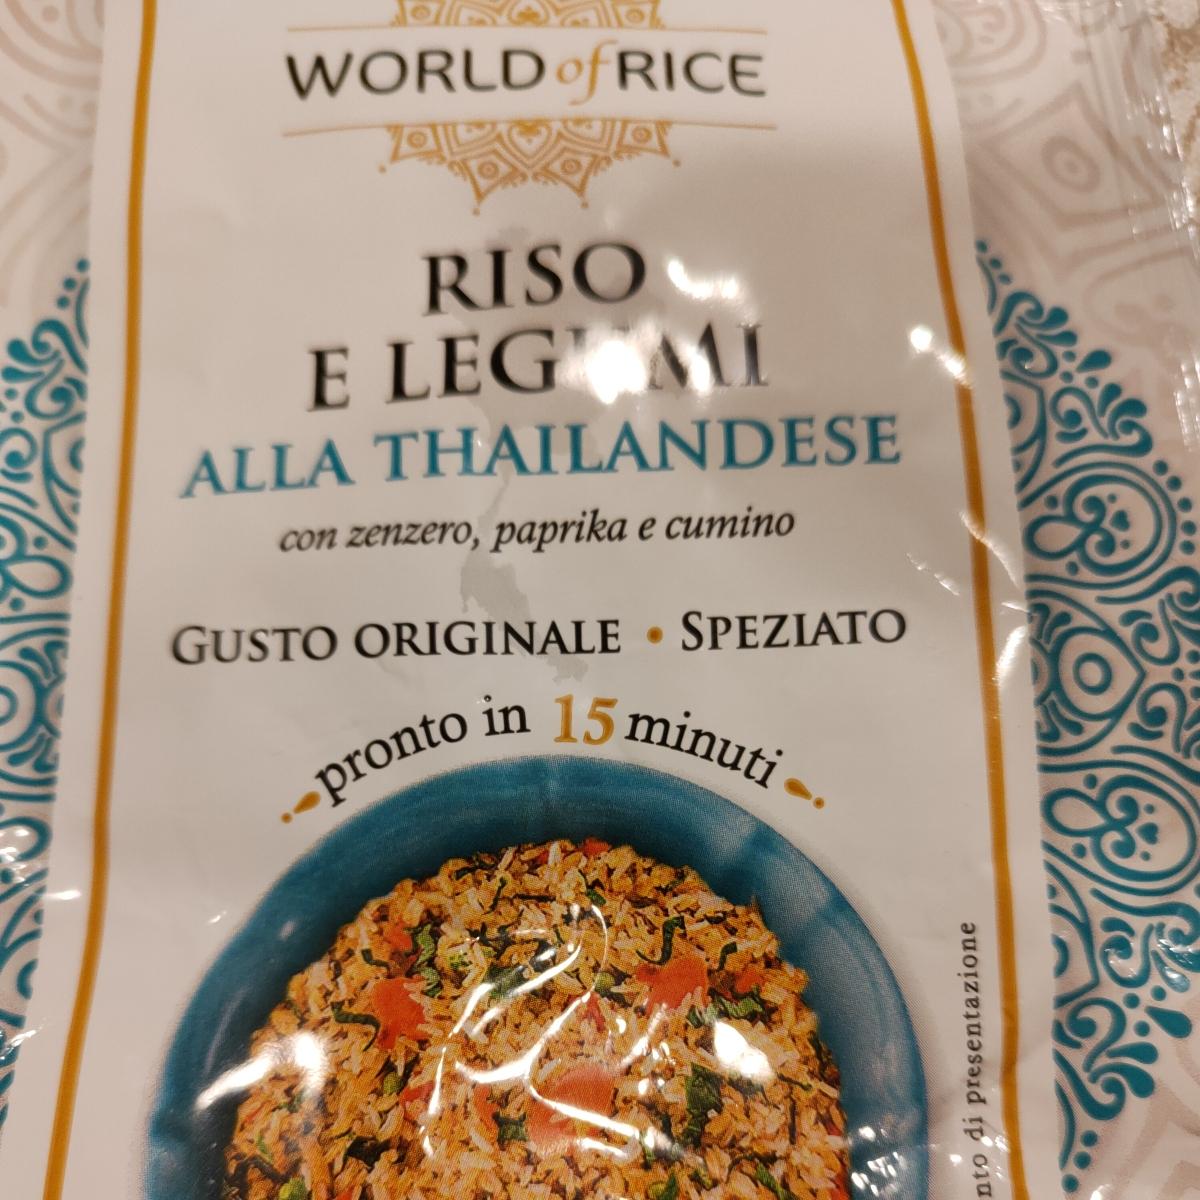 WORLD of RICE
RISO
E LEGUMI
ALLA THAILANDESE
con zenzero, paprika e cumino
GUSTO ORIGINALE • SPEZIATO
pronto in 15 minuti
di presentazione